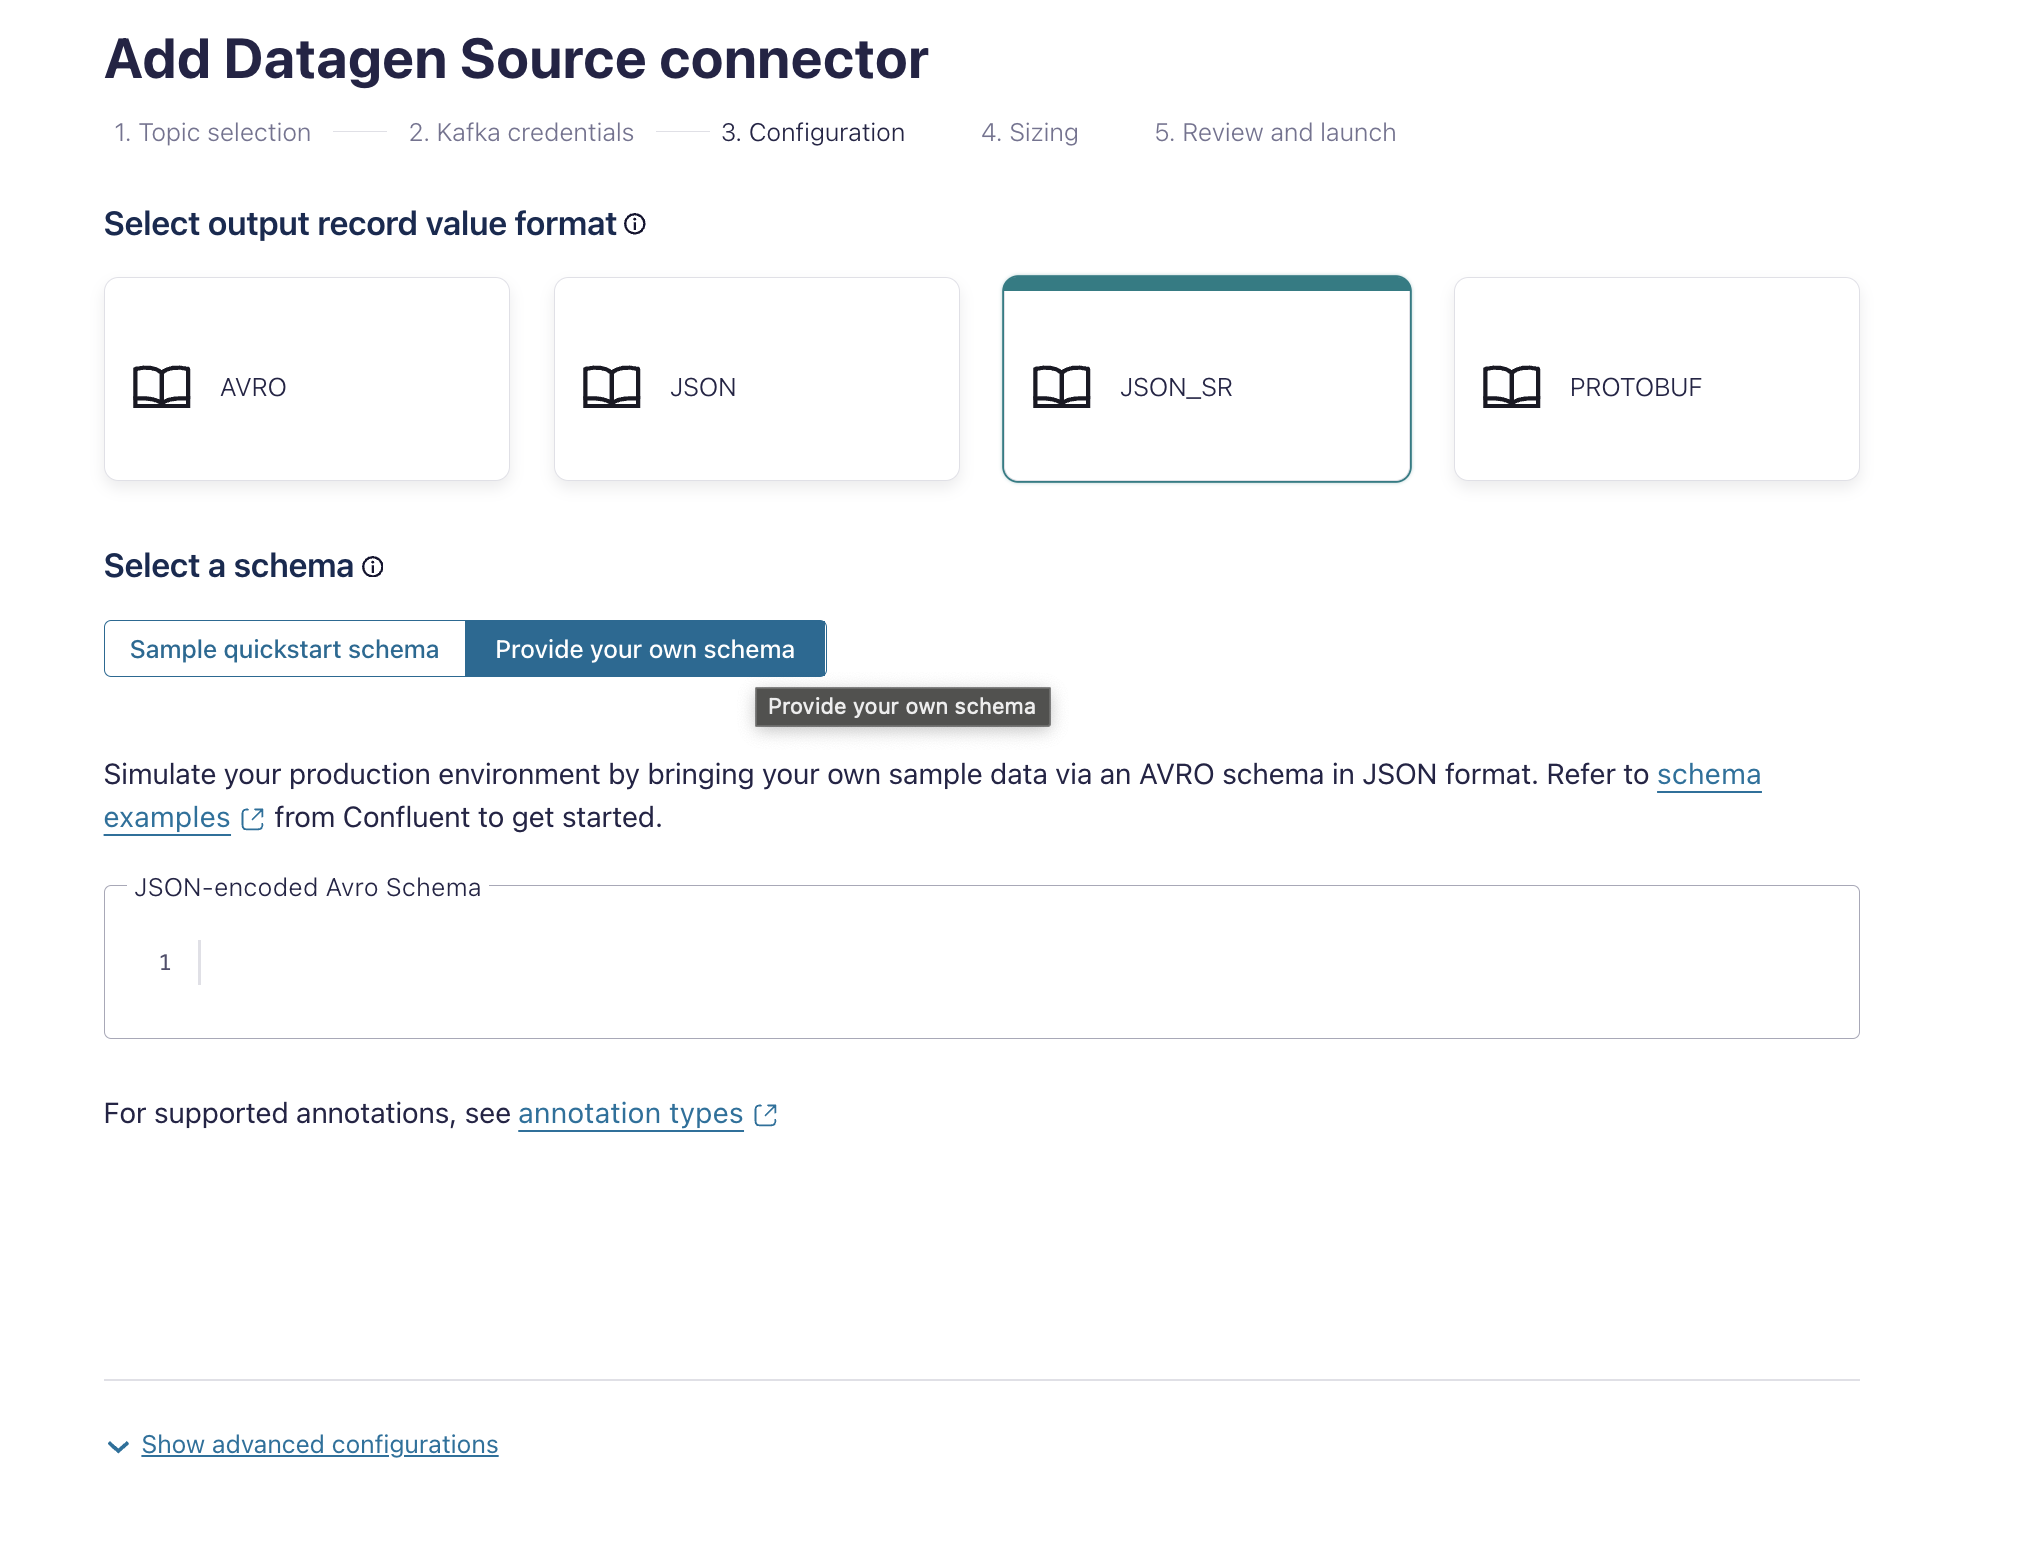 Add Datagen Source connector
1. Topic selection 2. Kafka credentials 3. Configuration 4. Sizing 5. Review and launch
Select output record value format
AVRO JSON JSON_SR PROTOBUF
Select a schema
Sample quickstart schema Provide your own schema
Provide your own schema
Simulate your production environment by bringing your own sample data via an AVRO schema in JSON format. Refer to schema
examples from Confluent to get started.
JSON-encoded Avro Schema
1
For supported annotations, see annotation types
Show advanced configurations